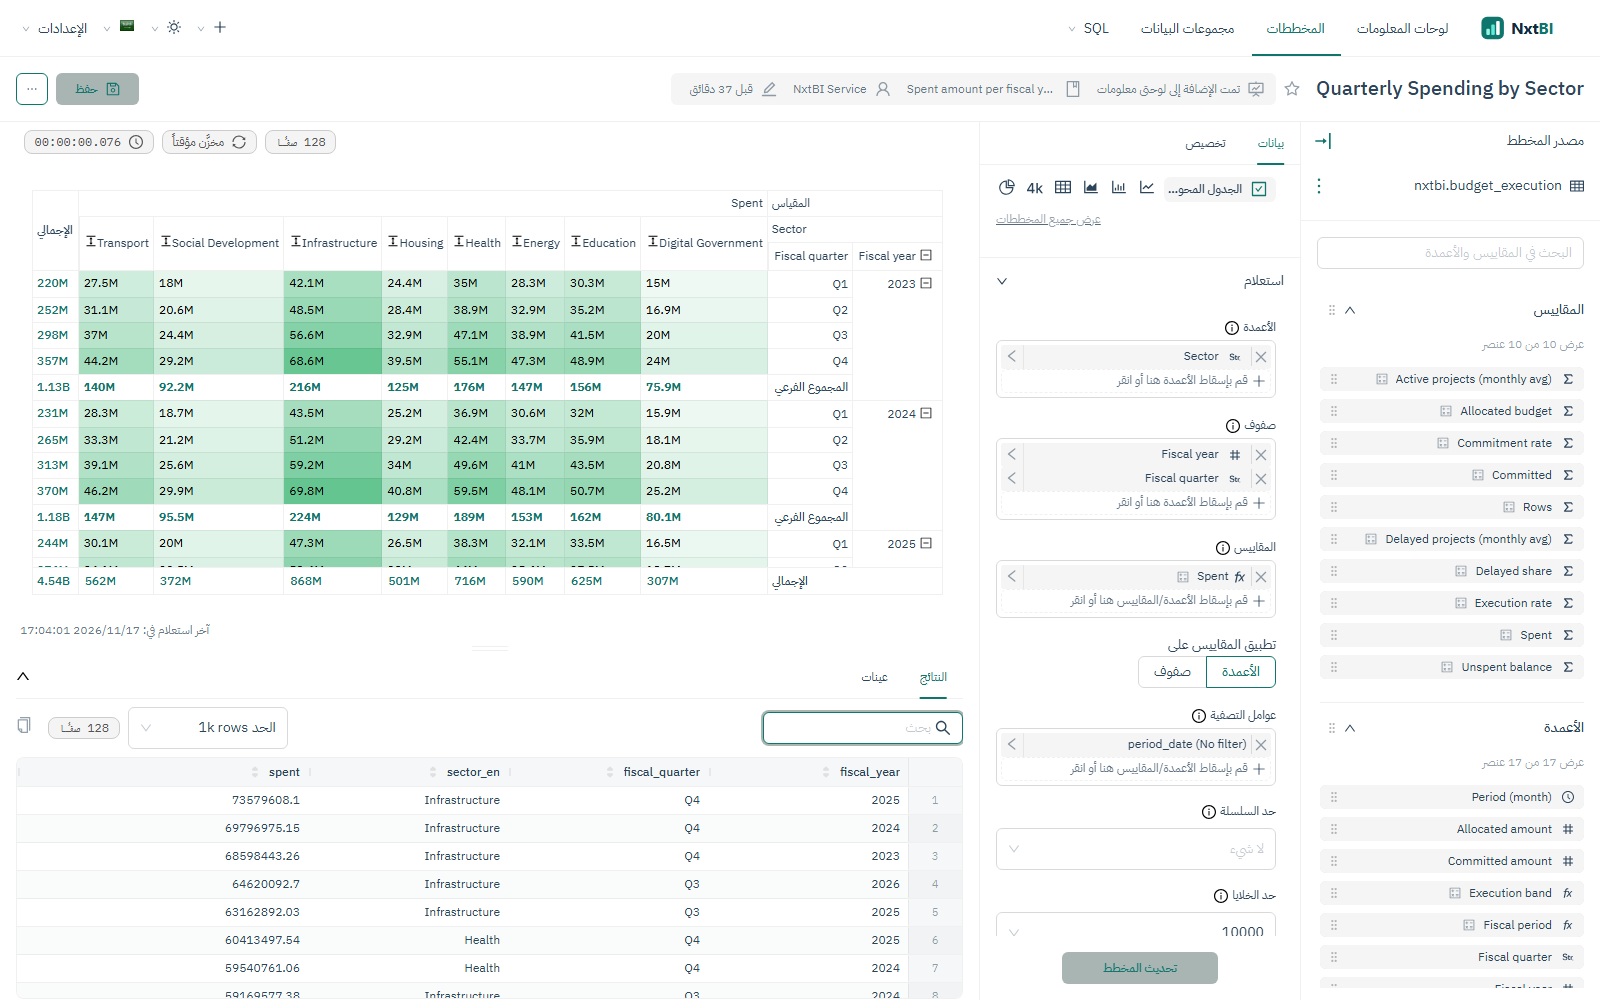 NxtBI
لوحات المعلومات
المخططات
مجموعات البيانات
SQL
الإعدادات
Quarterly Spending by Sector
تمت الإضافة إلى لوحتي معلومات
Spent amount per fiscal y...
NxtBI Service
قبل 37 دقائق
حفظ
...
مصدر المخطط
nxtbi.budget_execution
البحث في المقاييس والأعمدة
المقاييس
عرض 10 من 10 عنصر
Active projects (monthly avg)
Allocated budget
Commitment rate
Committed
Rows
Delayed projects (monthly avg)
Delayed share
Execution rate
Spent
Unspent balance
الأعمدة
عرض 17 من 17 عنصر
Period (month)
Allocated amount
Committed amount
Execution band
Fiscal period
Fiscal quarter
Fiscal year
بيانات
تخصيص
الجدول المحو...
4k
عرض جميع المخططات
استعلام
الأعمدة
Sector
قم بإسقاط الأعمدة هنا أو انقر
صفوف
Fiscal year
Fiscal quarter
قم بإسقاط الأعمدة هنا أو انقر
المقاييس
Spent
قم بإسقاط الأعمدة/المقاييس هنا أو انقر
تطبيق المقاييس على
الأعمدة
صفوف
عوامل التصفية
period_date (No filter)
قم بإسقاط الأعمدة/المقاييس هنا أو انقر
حد السلسلة
لا شيء
حد الخلايا
10000
تحديث المخطط
128 صفًا
مخزَّن مؤقتاً
00:00:00.076
المقياس Spent
الإجمالي
Sector
Fiscal year Fiscal quarter Digital Government Education Energy Health Housing Infrastructure Social Development Transport
2023 Q1 15M 30.3M 28.3M 35M 24.4M 42.1M 18M 27.5M 220M
Q2 16.9M 35.2M 32.9M 38.9M 28.4M 48.5M 20.6M 31.1M 252M
Q3 20M 41.5M 38.9M 47.1M 32.9M 56.6M 24.4M 37M 298M
Q4 24M 48.9M 47.3M 55.1M 39.5M 68.6M 29.2M 44.2M 357M
المجموع الفرعي 75.9M 156M 147M 176M 125M 216M 92.2M 140M 1.13B
2024 Q1 15.9M 32M 30.6M 36.9M 25.2M 43.5M 18.7M 28.3M 231M
Q2 18.1M 35.9M 33.7M 42.4M 29.2M 51.2M 21.2M 33.3M 265M
Q3 20.8M 43.5M 41M 49.6M 34M 59.2M 25.6M 39.1M 313M
Q4 25.2M 50.7M 48.1M 59.5M 40.8M 69.8M 29.9M 46.2M 370M
المجموع الفرعي 80.1M 162M 153M 189M 129M 224M 95.5M 147M 1.18B
2025 Q1 16.5M 33.5M 32.1M 38.3M 26.5M 47.3M 20M 30.1M 244M
الإجمالي 307M 625M 590M 716M 501M 868M 372M 562M 4.54B
آخر استعلام في: 2026/11/17 17:04:01
النتائج
عينات
بحث
الحد 1k rows
128 صفًا
fiscal_year fiscal_quarter sector_en spent
1 2025 Q4 Infrastructure 73579608.1
2 2024 Q4 Infrastructure 69796975.15
3 2023 Q4 Infrastructure 68598443.26
4 2026 Q3 Infrastructure 64620092.7
5 2025 Q3 Infrastructure 63162892.03
6 2025 Q4 Health 60413497.54
7 2024 Q4 Health 59540761.06
8 2024 Q3 Infrastructure 59169577.38